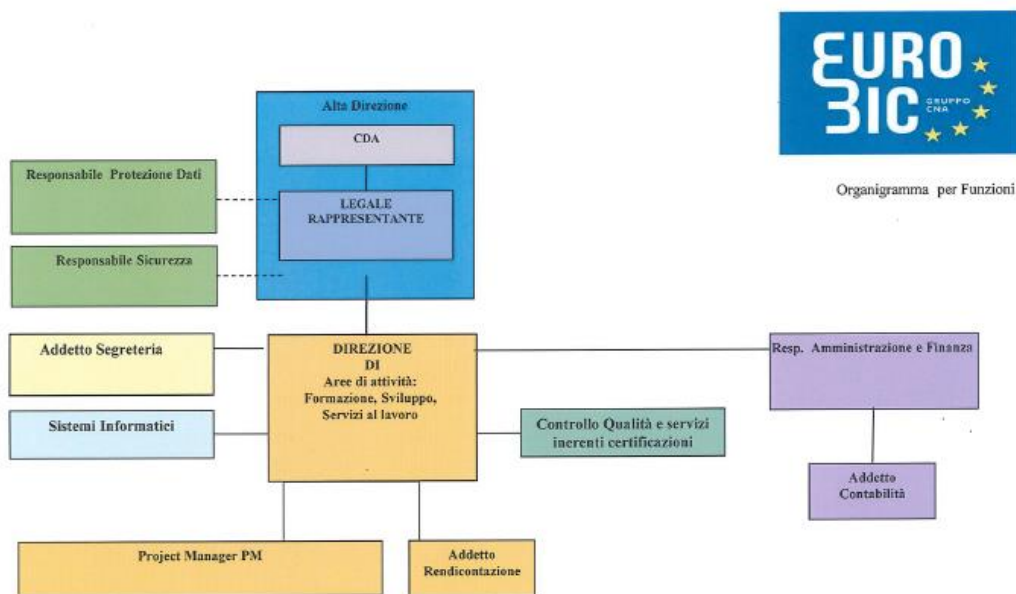 EURO
BIC
GRUPPO
CNA
Organigramma per Funzioni
Alta Direzione
CDA
LEGALE
RAPPRESENTANTE
Responsabile Protezione Dati
Responsabile Sicurezza
Addetto Segreteria
Sistemi Informatici
DIREZIONE
DI
Aree di attività:
Formazione, Sviluppo,
Servizi al lavoro
Resp. Amministrazione e Finanza
Controllo Qualità e servizi
inerenti certificazioni
Addetto
Contabilità
Project Manager PM
Addetto
Rendicontazione